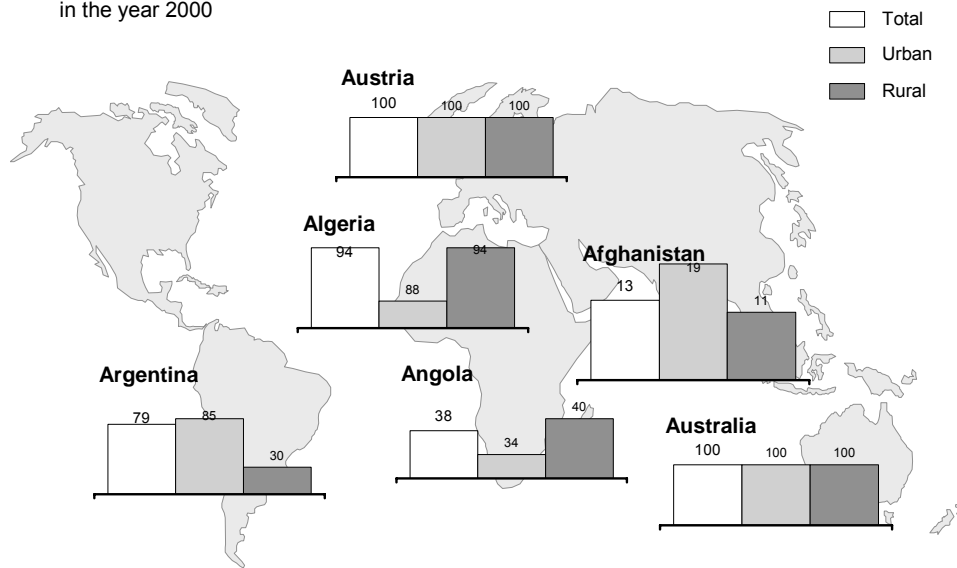 in the year 2000
Total
Urban
Rural
Austria
100
100
100
Algeria
94
88
94
Afghanistan
13
19
11
Argentina
79
85
30
Angola
38
34
40
Australia
100
100
100